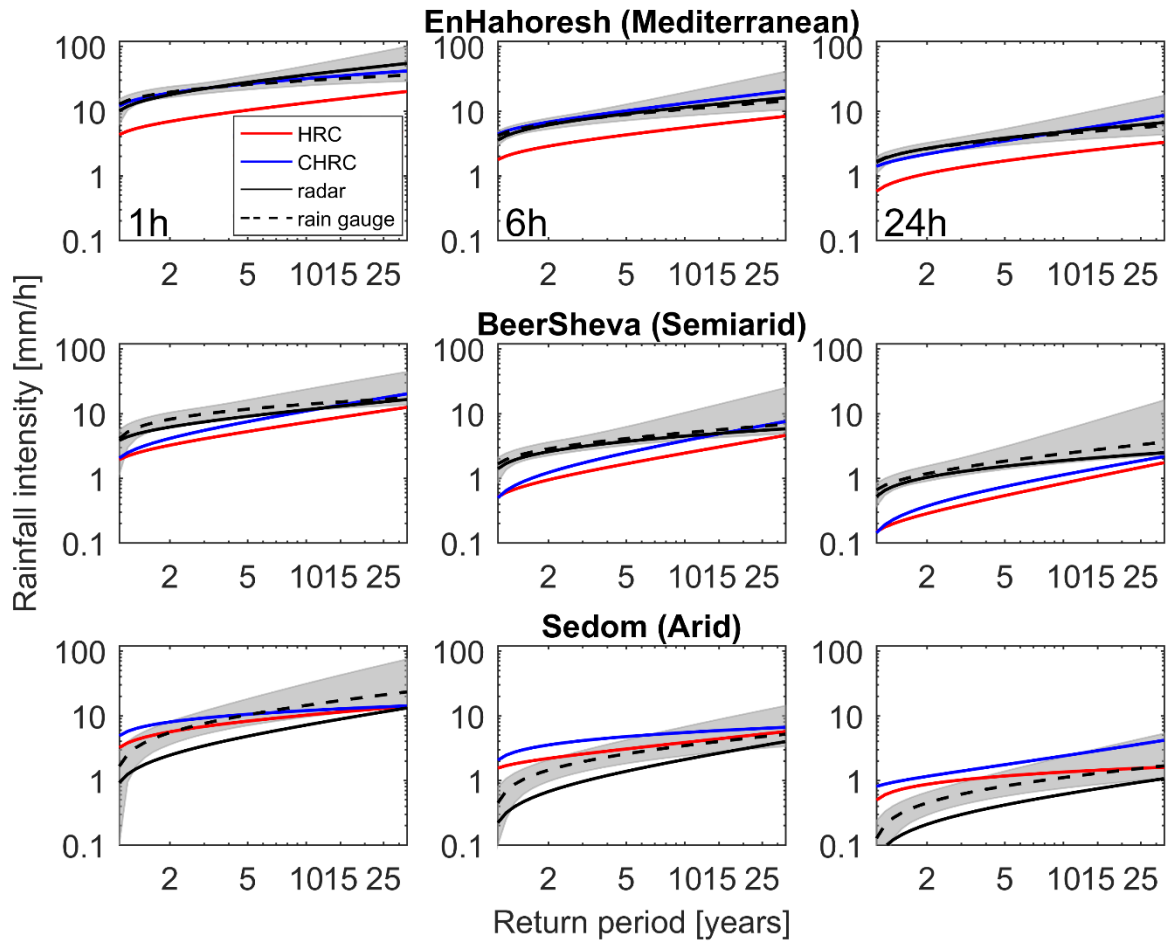 EnHahoresh (Mediterranean)
100
10
1
0.1
2 5 1015 25
1h
HRC
CHRC
radar
rain gauge
100
10
1
0.1
2 5 1015 25
6h
100
10
1
0.1
2 5 1015 25
24h
Rainfall intensity [mm/h]
BeerSheva (Semiarid)
100
10
1
0.1
2 5 1015 25
100
10
1
0.1
2 5 1015 25
100
10
1
0.1
2 5 1015 25
Sedom (Arid)
100
10
1
0.1
2 5 1015 25
100
10
1
0.1
2 5 1015 25
100
10
1
0.1
2 5 1015 25
Return period [years]